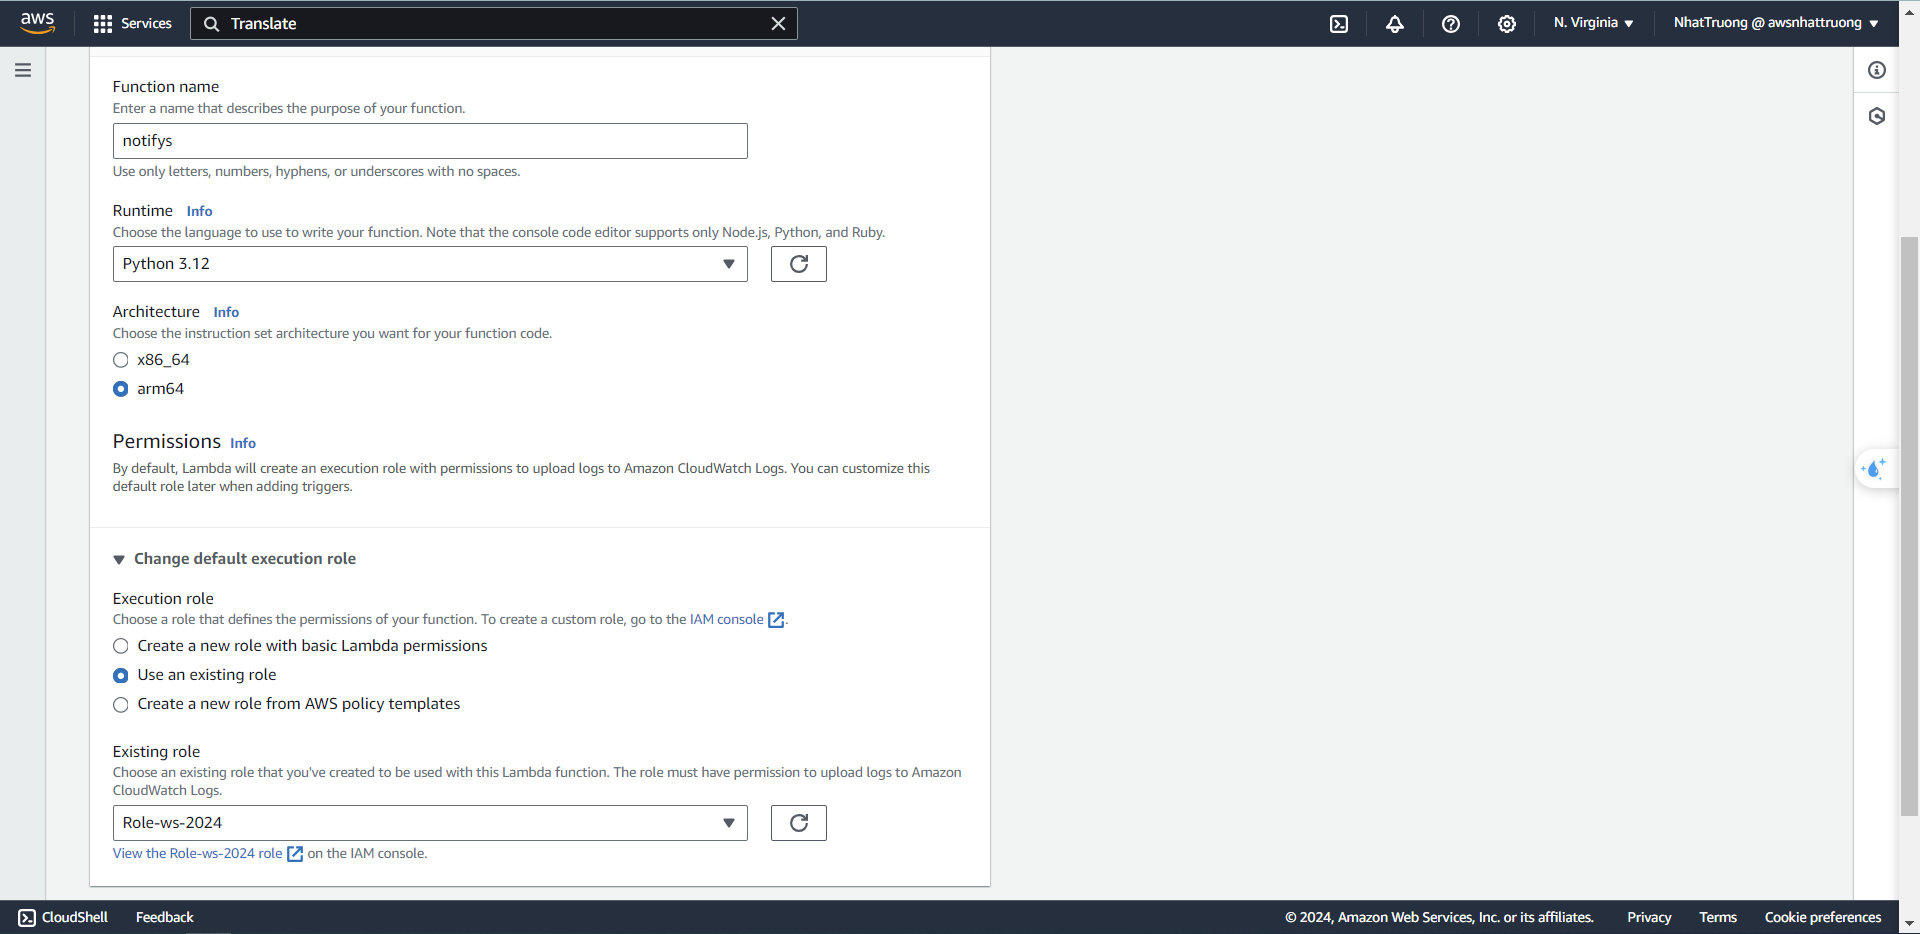 aws Services Translate N. Virginia NhatTruong @ awsnhattruong
Function name
Enter a name that describes the purpose of your function.
notifys
Use only letters, numbers, hyphens, or underscores with no spaces.
Runtime Info
Choose the language to use to write your function. Note that the console code editor supports only Node.js, Python, and Ruby.
Python 3.12
Architecture Info
Choose the instruction set architecture you want for your function code.
x86_64
arm64
Permissions Info
By default, Lambda will create an execution role with permissions to upload logs to Amazon CloudWatch Logs. You can customize this
default role later when adding triggers.
Change default execution role
Execution role
Choose a role that defines the permissions of your function. To create a custom role, go to the IAM console.
Create a new role with basic Lambda permissions
Use an existing role
Create a new role from AWS policy templates
Existing role
Choose an existing role that you've created to be used with this Lambda function. The role must have permission to upload logs to Amazon
CloudWatch Logs.
Role-ws-2024
View the Role-ws-2024 role on the IAM console.
CloudShell Feedback © 2024, Amazon Web Services, Inc. or its affiliates. Privacy Terms Cookie preferences